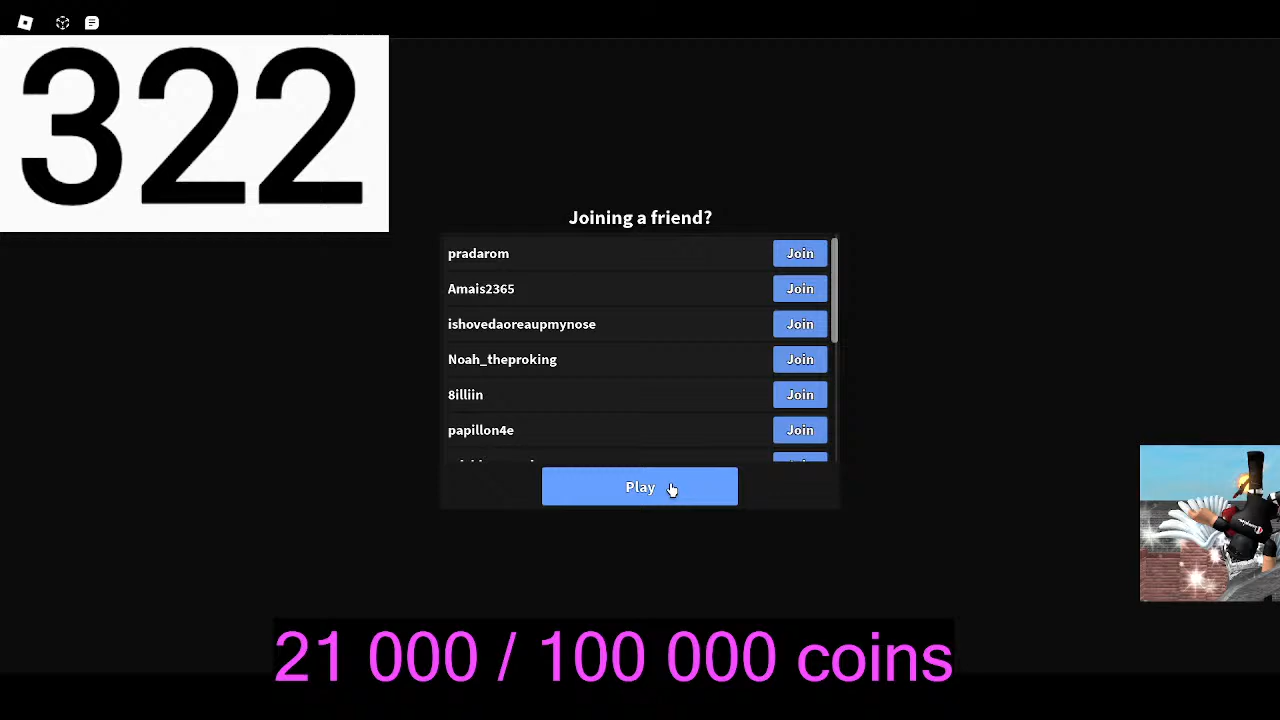 322
Joining a friend?
pradarom Join
Amais2365 Join
ishovedaoreaupmynose Join
Noah_theproking Join
8illiin Join
papillon4e Join
Play
21 000 / 100 000 coins